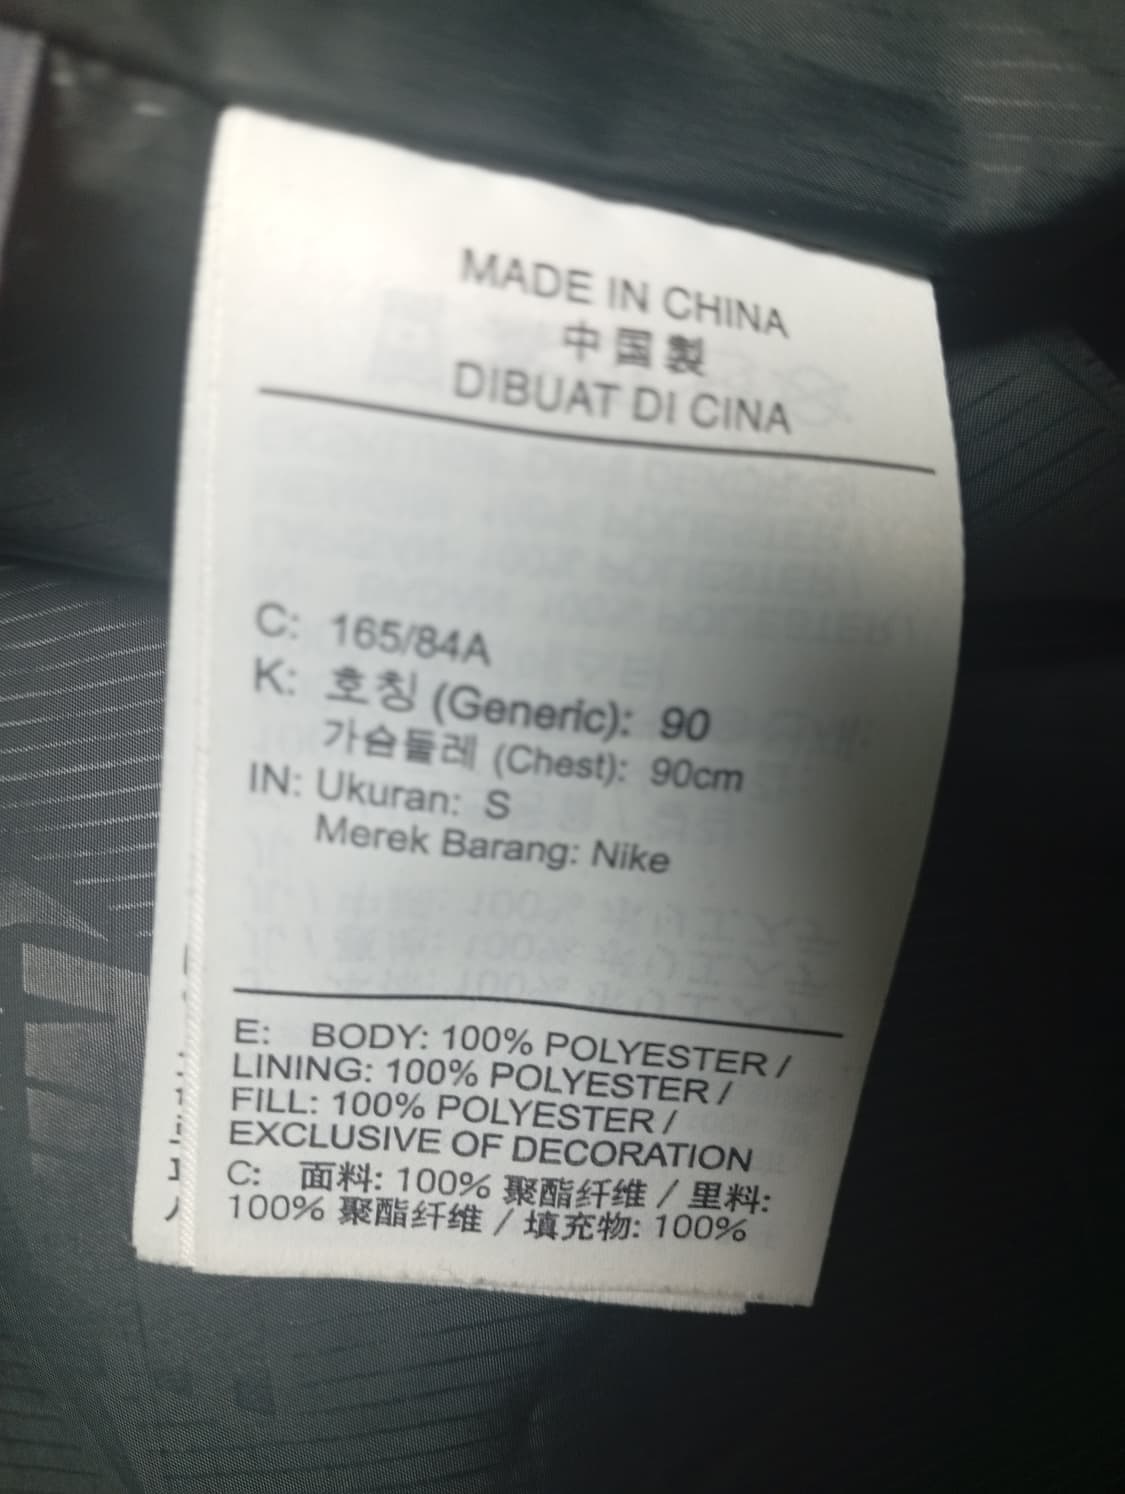 MADE IN CHINA
中国製
DIBUAT DI CINA
C: 165/84A
K: 호칭 (Generic): 90
가슴둘레 (Chest): 90cm
IN: Ukuran: S
Merek Barang: Nike
E: BODY: 100% POLYESTER /
LINING: 100% POLYESTER /
FILL: 100% POLYESTER /
EXCLUSIVE OF DECORATION
C: 面料: 100% 聚酯纤维 / 里料:
100% 聚酯纤维 / 填充物: 100%